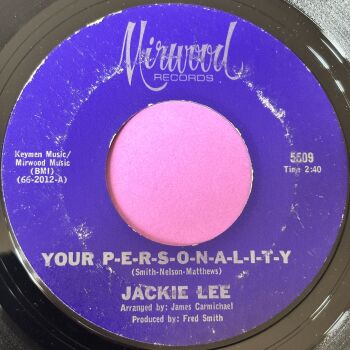 Mirwood
RECORDS
Keymen Music/
Mirwood Music
(BMI)
(66-2012-A)
5509
Time 2:40
YOUR P-E-R-S-O-N-A-L-I-T-Y
(Smith-Nelson-Matthews)
JACKIE LEE
Arranged by: James Carmichael
Produced by: Fred Smith